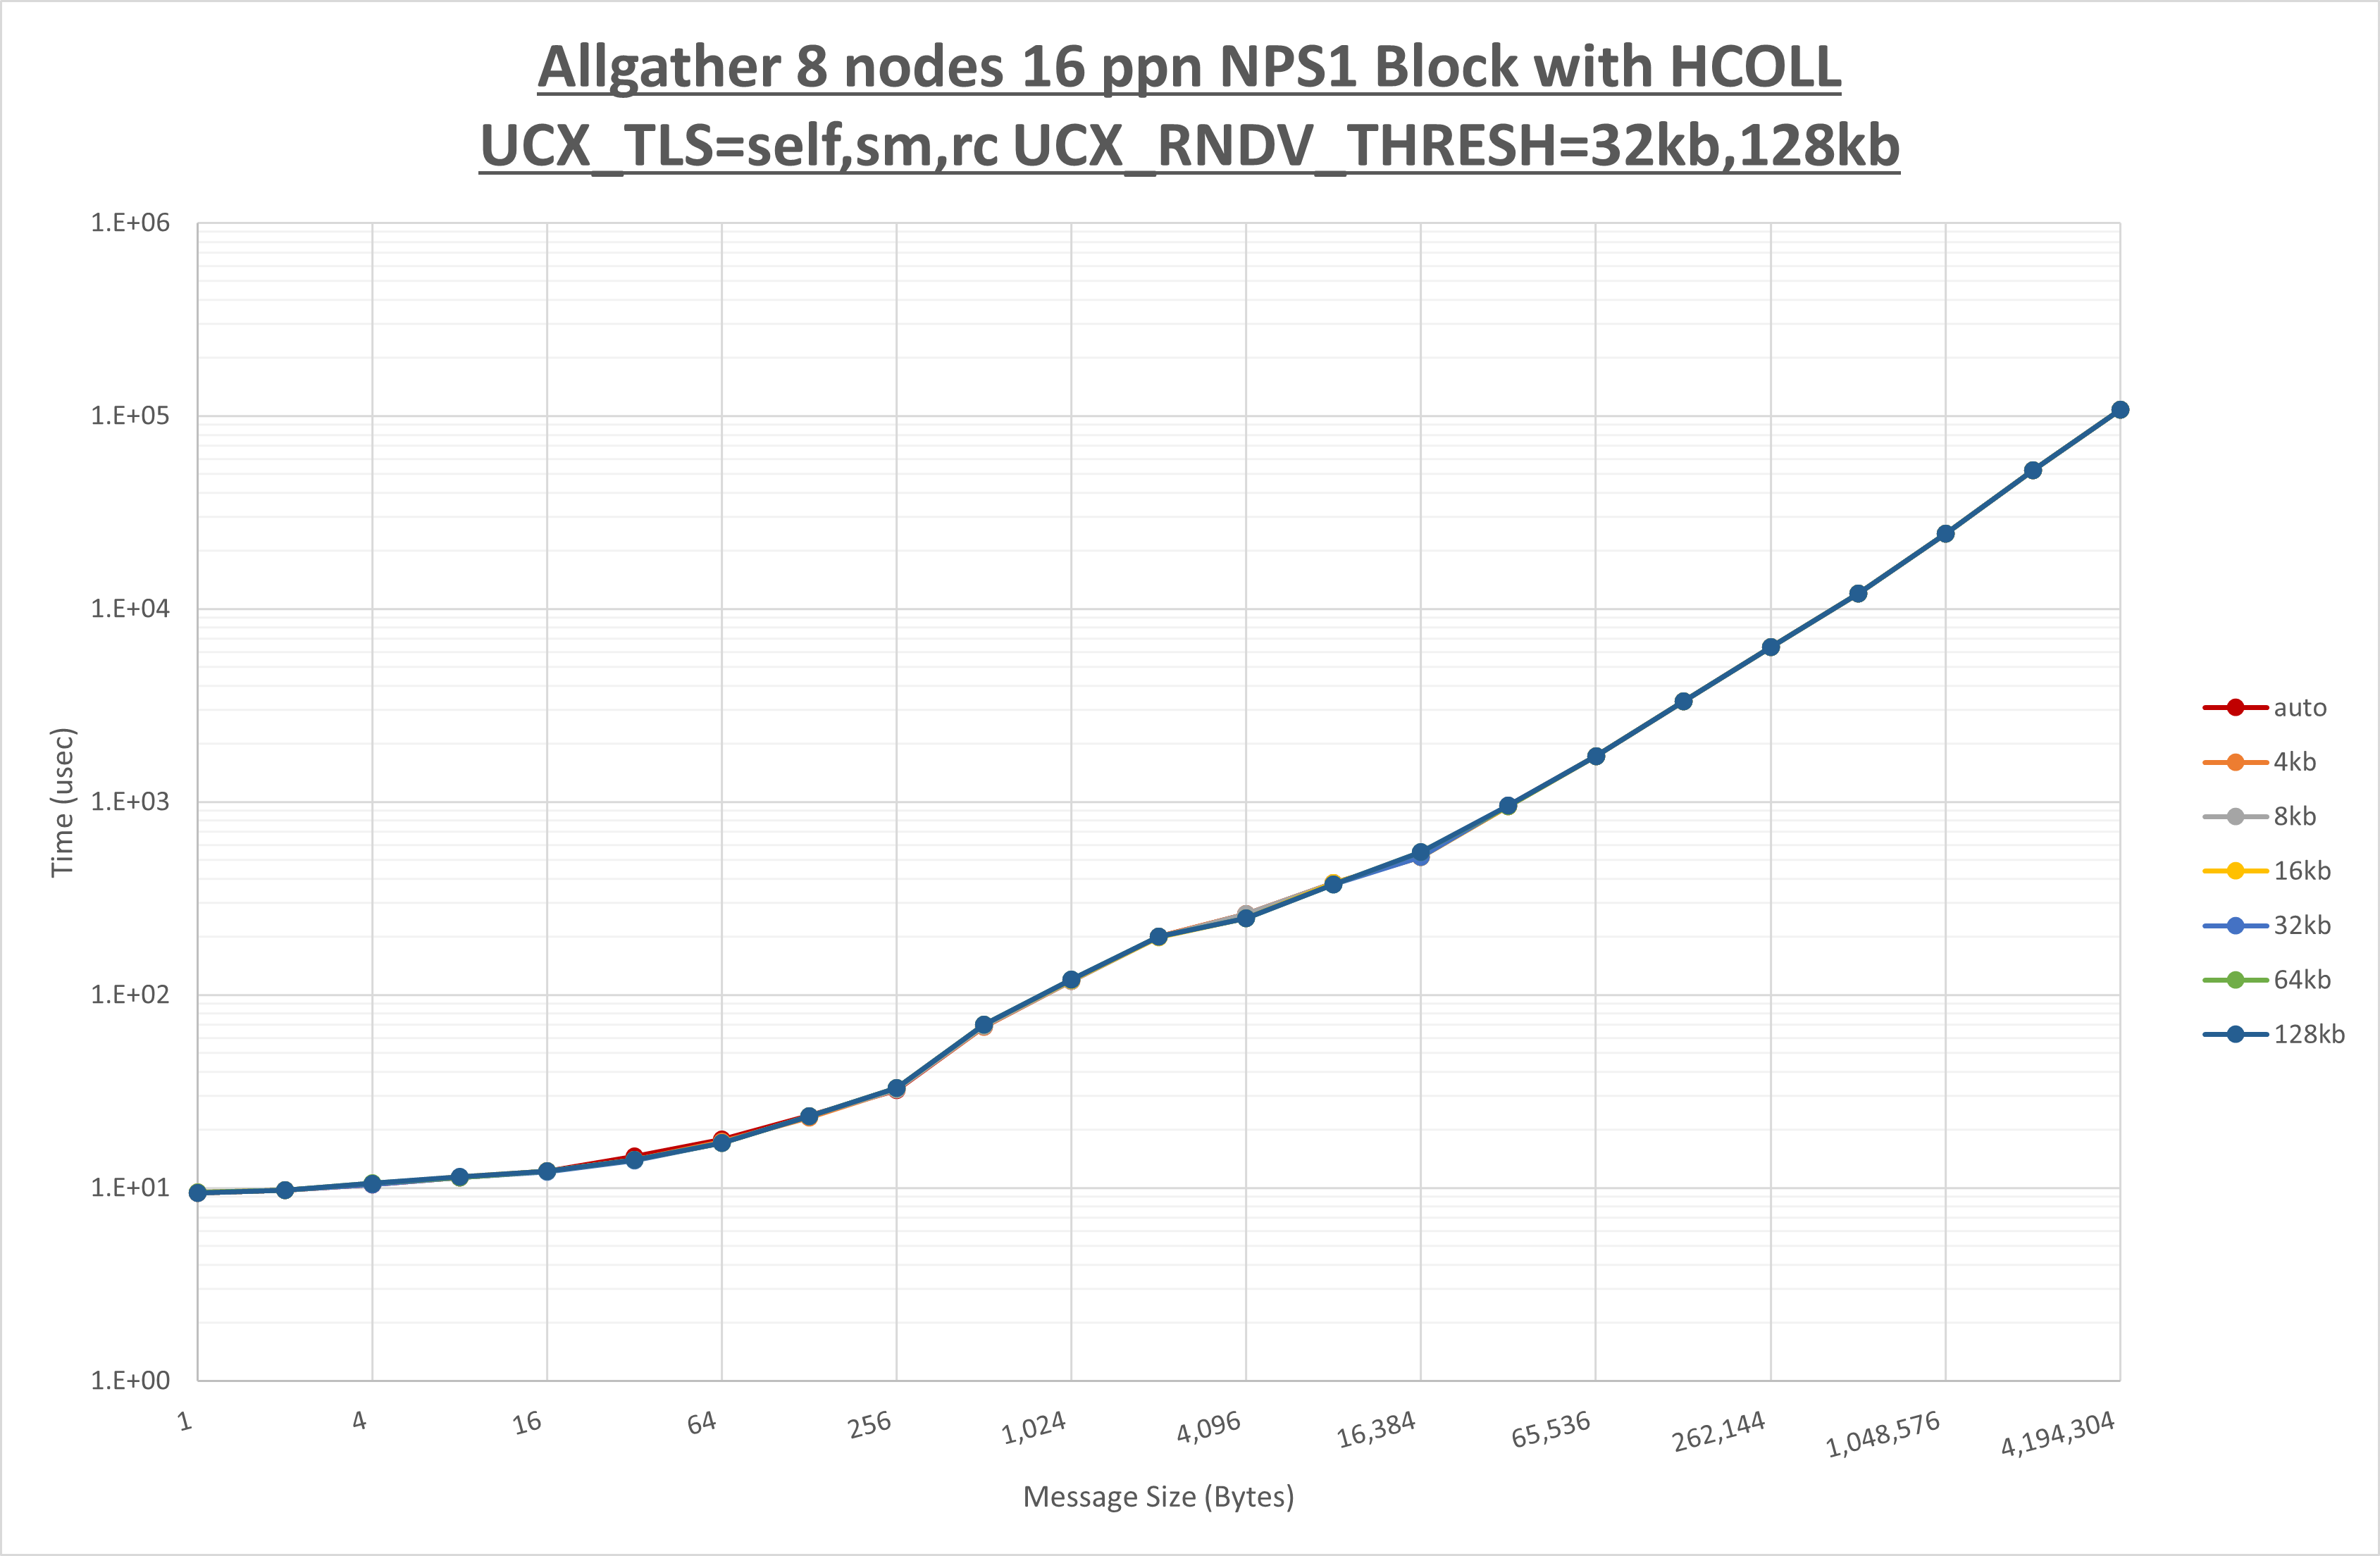 Allgather 8 nodes 16 ppn NPS1 Block with HCOLL
UCX_TLS=self,sm,rc UCX_RNDV_THRESH=32kb,128kb
1.E+06
1.E+05
1.E+04
1.E+03
1.E+02
1.E+01
1.E+00
Time (usec)
1
4
16
64
256
1,024
4,096
16,384
65,536
262,144
1,048,576
4,194,304
Message Size (Bytes)
auto
4kb
8kb
16kb
32kb
64kb
128kb